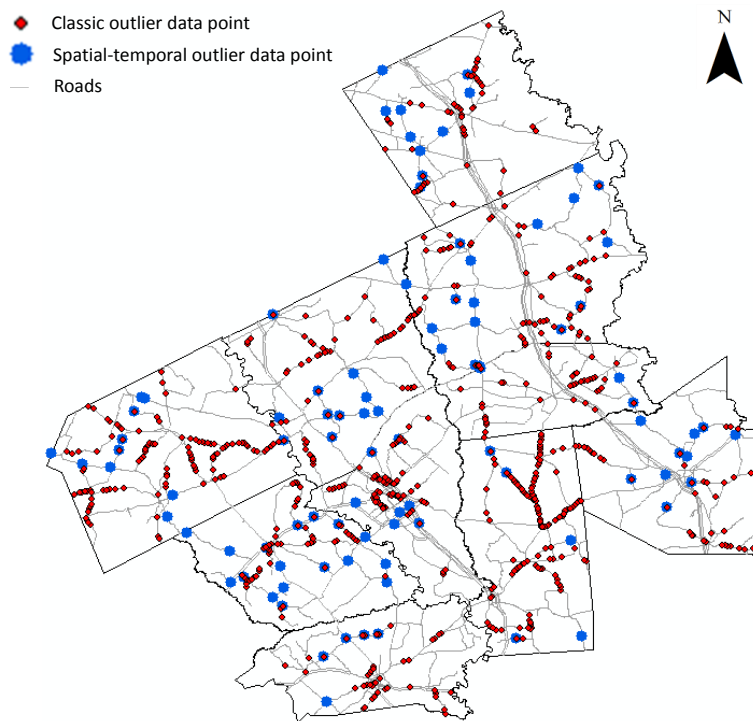 Classic outlier data point
N
Spatial-temporal outlier data point
Roads